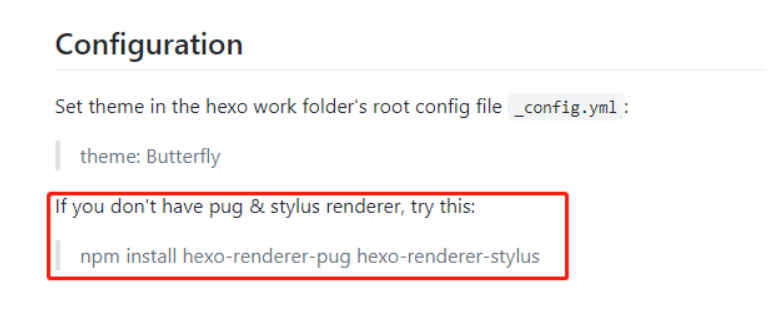 Configuration
Set theme in the hexo work folder's root config file _config.yml :
theme: Butterfly
If you don't have pug & stylus renderer, try this:
npm install hexo-renderer-pug hexo-renderer-stylus